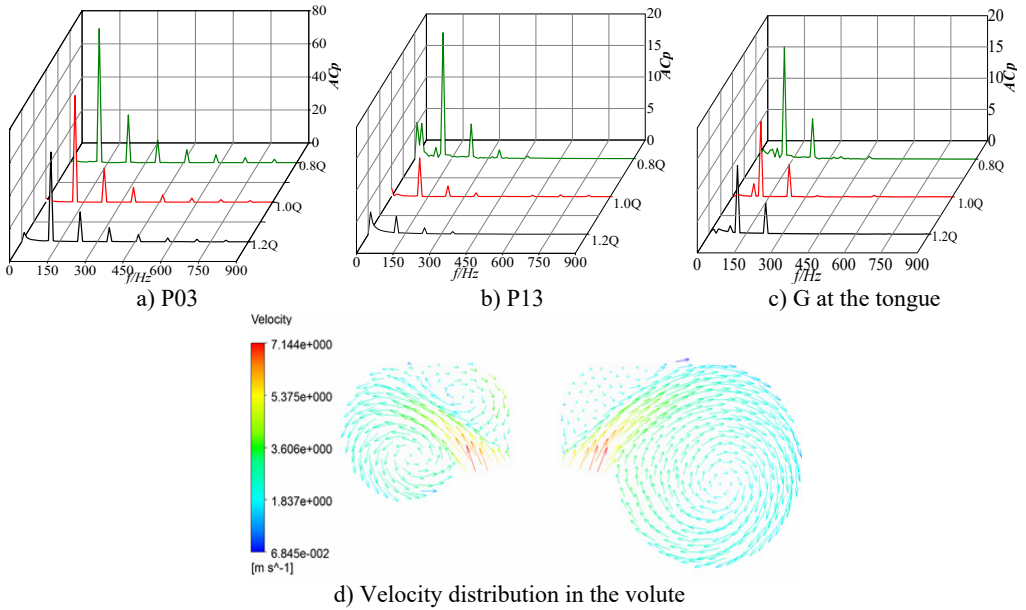 80
60
40
20
0
ACp
0.8Q
1.0Q
1.2Q
0 150 300 450 600 750 900
f/Hz
a) P03
20
15
10
5
0
ACp
0.8Q
1.0Q
1.2Q
0 150 300 450 600 750 900
f/Hz
b) P13
20
15
10
5
0
ACp
0.8Q
1.0Q
1.2Q
0 150 300 450 600 750 900
f/Hz
c) G at the tongue
Velocity
7.144e+000
5.375e+000
3.606e+000
1.837e+000
6.845e-002
[m s^-1]
d) Velocity distribution in the volute